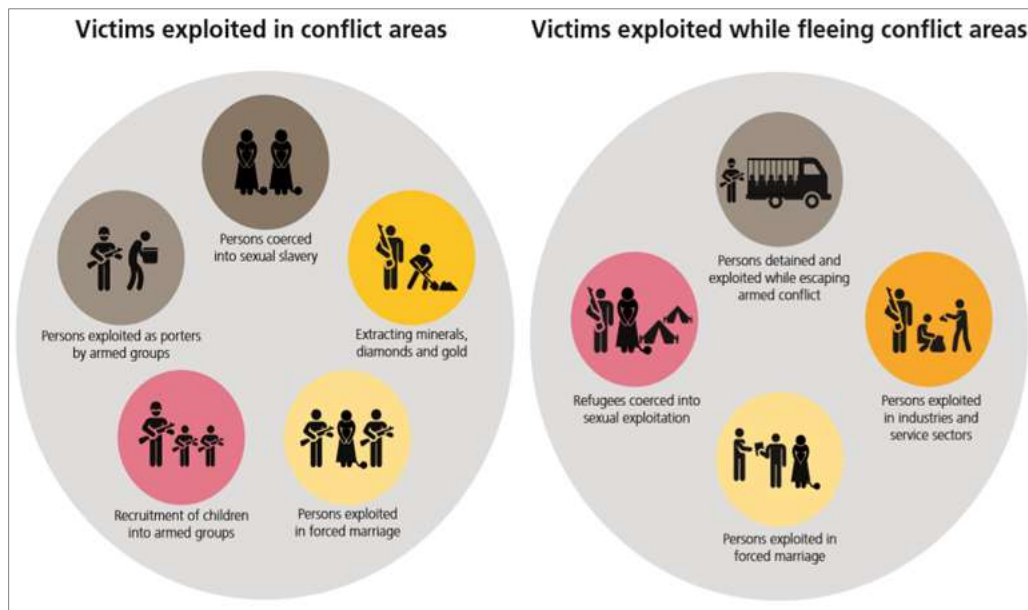 Victims exploited in conflict areas
Persons coerced
into sexual slavery
Persons exploited as porters
by armed groups
Extracting minerals,
diamonds and gold
Recruitment of children
into armed groups
Persons exploited
in forced marriage
Victims exploited while fleeing conflict areas
Persons detained and
exploited while escaping
armed conflict
Refugees coerced into
sexual exploitation
Persons exploited
in industries and
service sectors
Persons exploited in
forced marriage